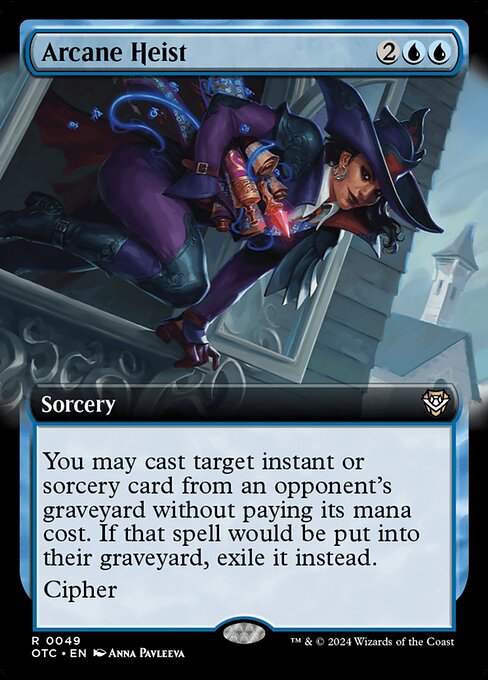 Arcane Heist 2
Sorcery
You may cast target instant or
sorcery card from an opponent's
graveyard without paying its mana
cost. If that spell would be put into
their graveyard, exile it instead.
Cipher
R 0049 ™ & © 2024 Wizards of the Coast
OTC • EN Anna Pavleeva